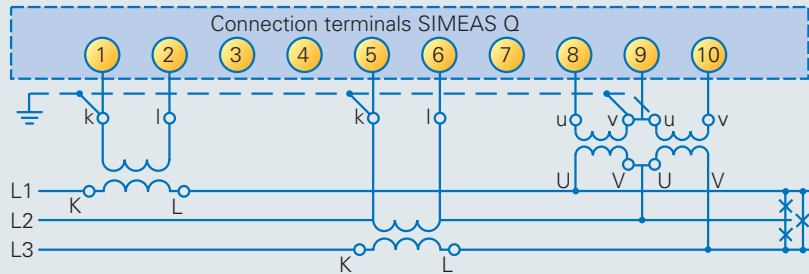 Connection terminals SIMEAS Q
1 2 3 4 5 6 7 8 9 10
k l k l u v u v
U V U V
L1
K L
L2
L3
K L